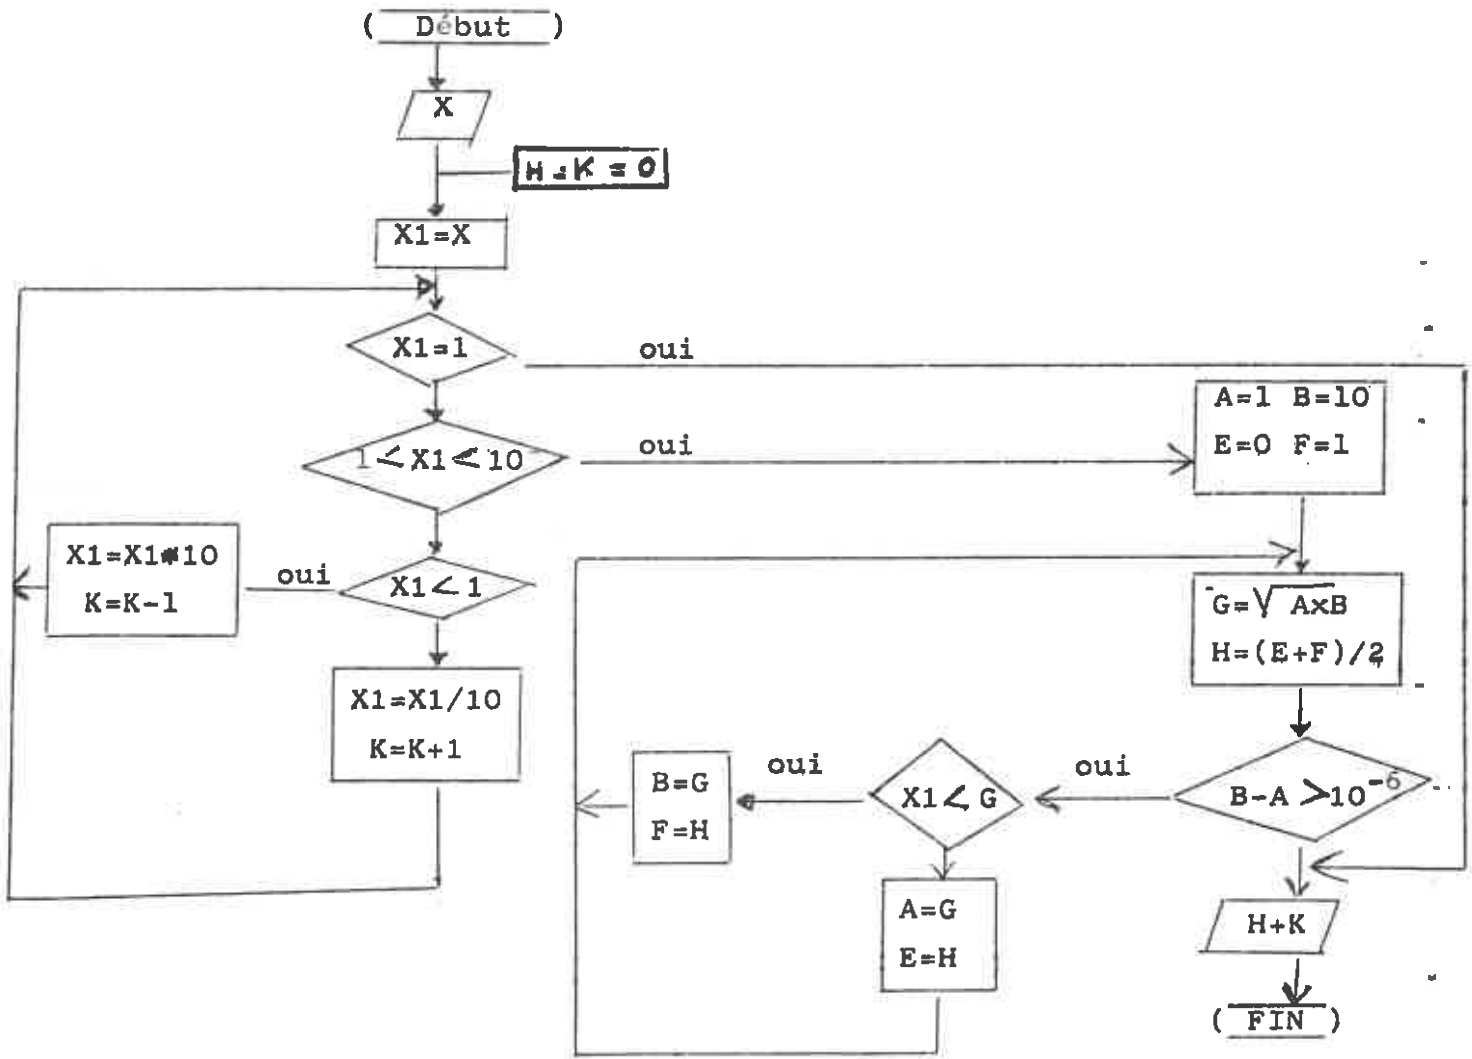 ( Début )
X
H=K=0
X1=X
X1=1
oui
1<X1≤10
oui
A=1 B=10
E=0 F=1
X1=X1*10
K=K-1
oui
X1<1
G=√AxB
H=(E+F)/2
X1=X1/10
K=K+1
B=G
F=H
oui
X1<G
oui
B-A >10⁻⁶
A=G
E=H
H+K
( FIN )